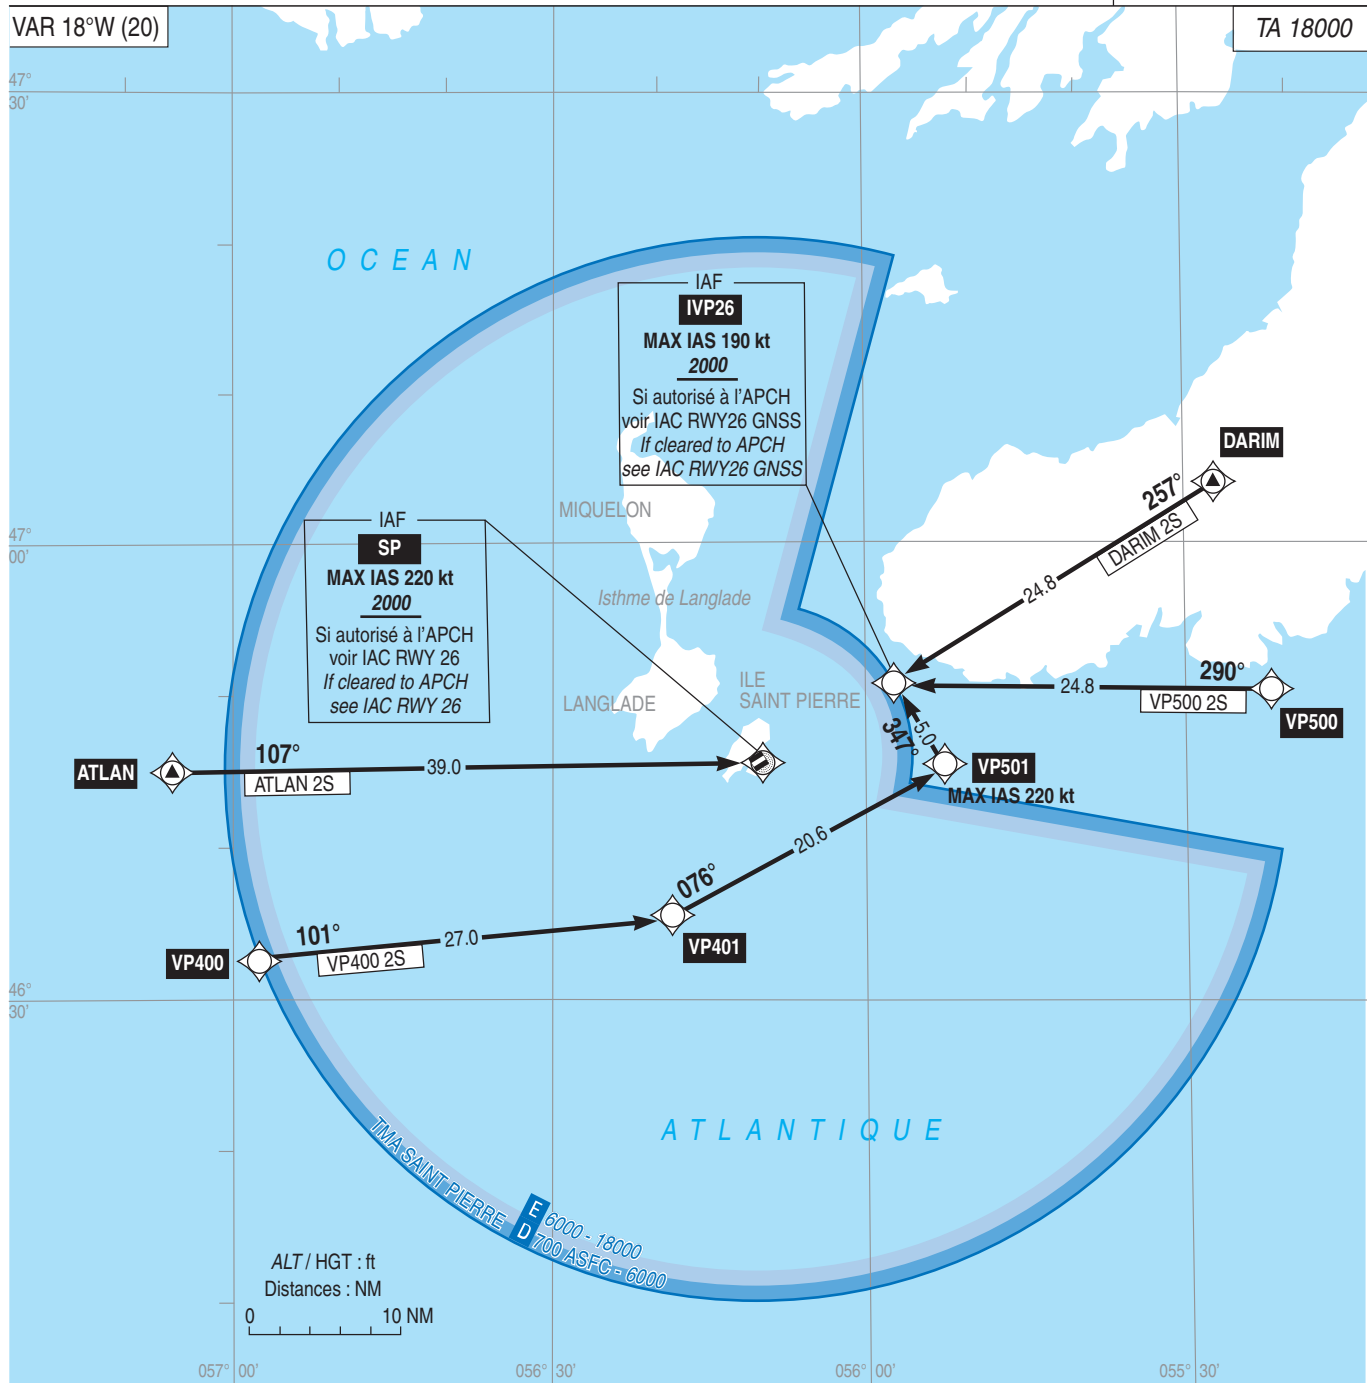 VAR 18°W (20)
TA 18000
47°
30'
OCEAN
IAF
IVP26
MAX IAS 190 kt
2000
Si autorisé à l'APCH
voir IAC RWY26 GNSS
If cleared to APCH
see IAC RWY26 GNSS
DARIM
257°
DARIM 2S
24.8
MIQUELON
IAF
SP
MAX IAS 220 kt
2000
Si autorisé à l'APCH
voir IAC RWY 26
If cleared to APCH
see IAC RWY 26
47°
00'
Isthme de Langlade
LANGLADE
ILE
SAINT PIERRE
290°
24.8
VP500 2S
VP500
347°
5.0
VP501
MAX IAS 220 kt
ATLAN
107°
39.0
ATLAN 2S
20.6
076°
VP401
VP400
101°
27.0
VP400 2S
46°
30'
ATLANTIQUE
TMA SAINT PIERRE
E 6000 - 18000
D 700 ASFC - 6000
ALT / HGT : ft
Distances : NM
0 10 NM
057° 00'
056° 30'
056° 00'
055° 30'